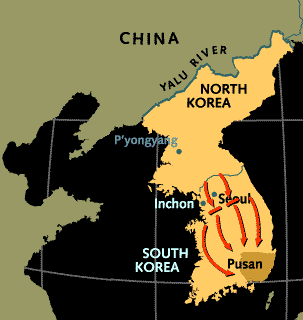 CHINA
YALU RIVER
NORTH
KOREA
P'yongyang
Seoul
Inchon
SOUTH
KOREA
Pusan